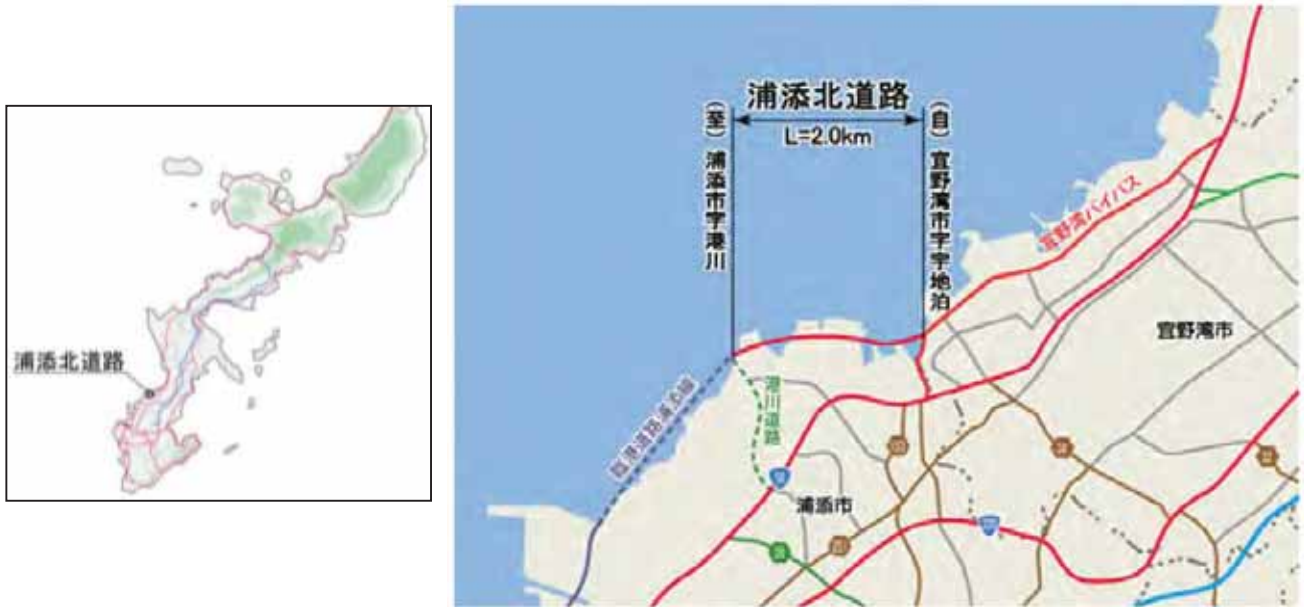 浦添北道路
浦添北道路
L=2.0km
(至) 浦添市字港川
(自) 宜野湾市字宇地泊
宜野湾バイパス
宜野湾市
港川道路
臨港道路浦添線
浦添市